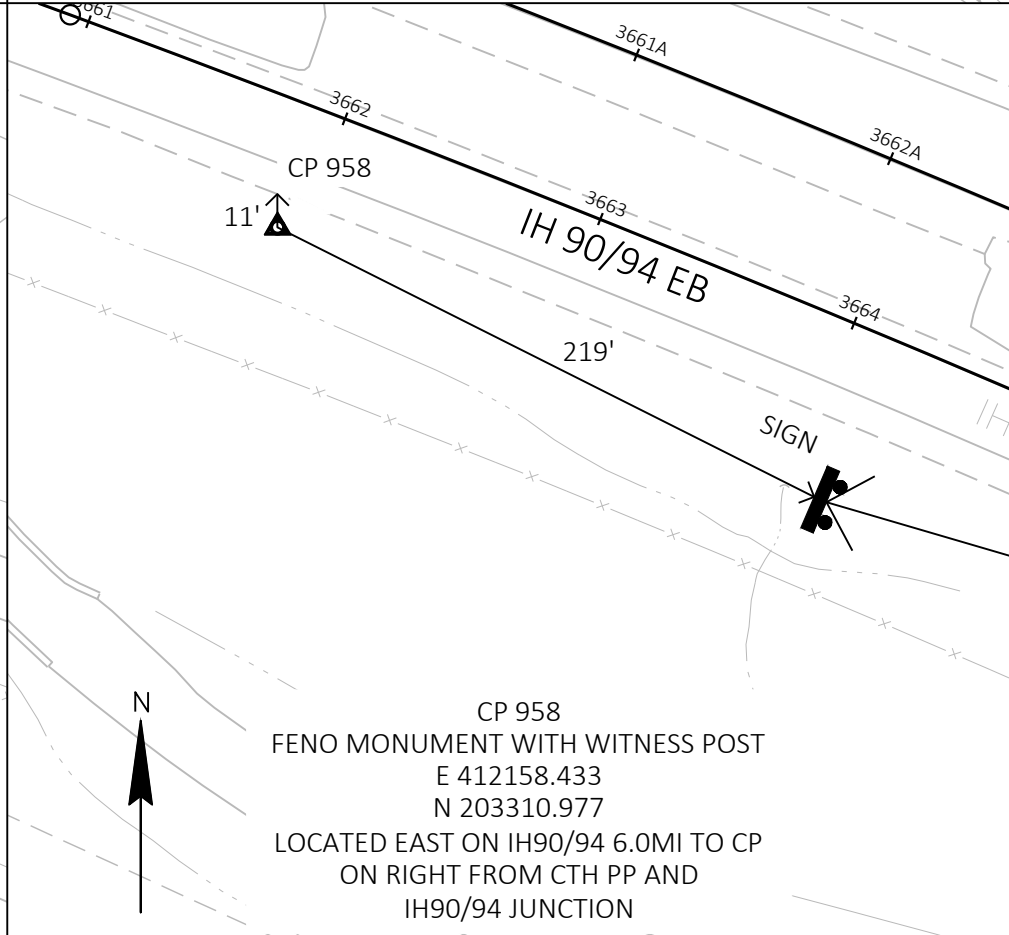 3661
3661A
3662
3662A
CP 958
11'
3663
IH 90/94 EB
3664
219'
SIGN
N
CP 958
FENO MONUMENT WITH WITNESS POST
E 412158.433
N 203310.977
LOCATED EAST ON IH90/94 6.0MI TO CP
ON RIGHT FROM CTH PP AND
IH90/94 JUNCTION